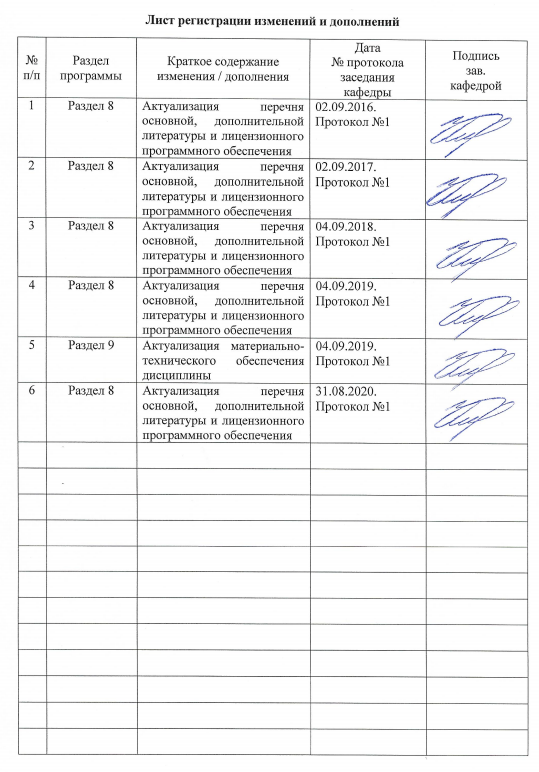 Лист регистрации изменений и дополнений
№
п/п
Раздел
программы
Краткое содержание
изменения / дополнения
Дата
№ протокола
заседания
кафедры
Подпись
зав.
кафедрой
1
Раздел 8
Актуализация перечня
основной, дополнительной
литературы и лицензионного
программного обеспечения
02.09.2016.
Протокол №1
2
Раздел 8
Актуализация перечня
основной, дополнительной
литературы и лицензионного
программного обеспечения
02.09.2017.
Протокол №1
3
Раздел 8
Актуализация перечня
основной, дополнительной
литературы и лицензионного
программного обеспечения
04.09.2018.
Протокол №1
4
Раздел 8
Актуализация перечня
основной, дополнительной
литературы и лицензионного
программного обеспечения
04.09.2019.
Протокол №1
5
Раздел 9
Актуализация материально-
технического обеспечения
дисциплины
04.09.2019.
Протокол №1
6
Раздел 8
Актуализация перечня
основной, дополнительной
литературы и лицензионного
программного обеспечения
31.08.2020.
Протокол №1